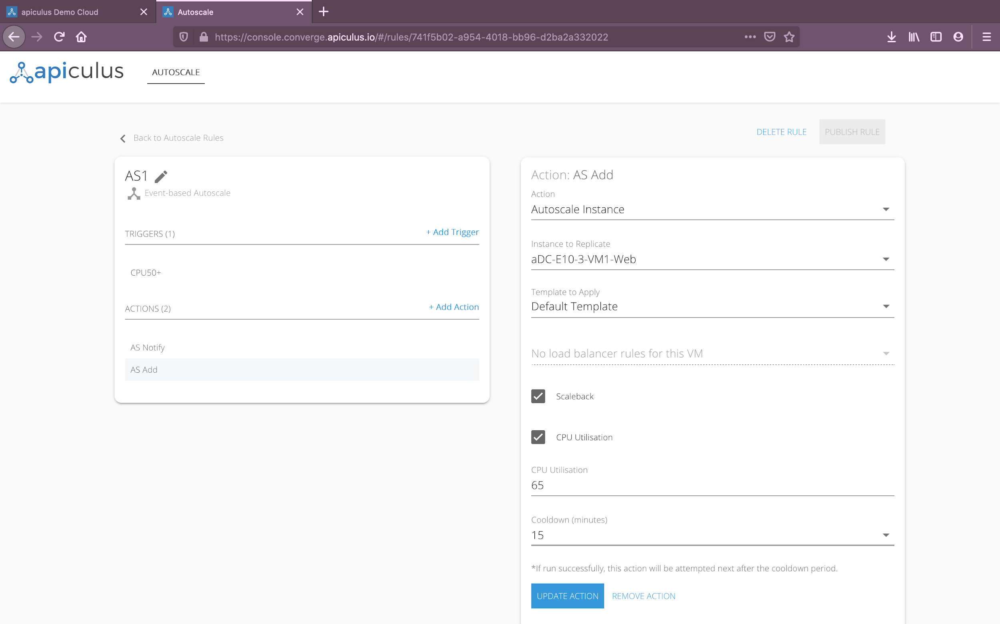 apiculus Demo Cloud
Autoscale
https://console.converge.apiculus.io/#/rules/741f5b02-a954-4018-bb96-d2ba2a332022
apiculus
AUTOSCALE
Back to Autoscale Rules
DELETE RULE
PUBLISH RULE
AS1
Event-based Autoscale
TRIGGERS (1)
+ Add Trigger
CPU50+
ACTIONS (2)
+ Add Action
AS Notify
AS Add
Action: AS Add
Action
Autoscale Instance
Instance to Replicate
aDC-E10-3-VM1-Web
Template to Apply
Default Template
No load balancer rules for this VM
Scaleback
CPU Utilisation
CPU Utilisation
65
Cooldown (minutes)
15
*If run successfully, this action will be attempted next after the cooldown period.
UPDATE ACTION
REMOVE ACTION